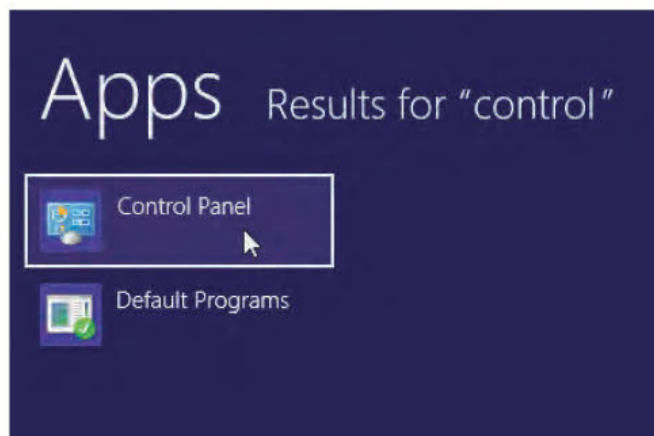 Apps Results for "control"
Control Panel
Default Programs